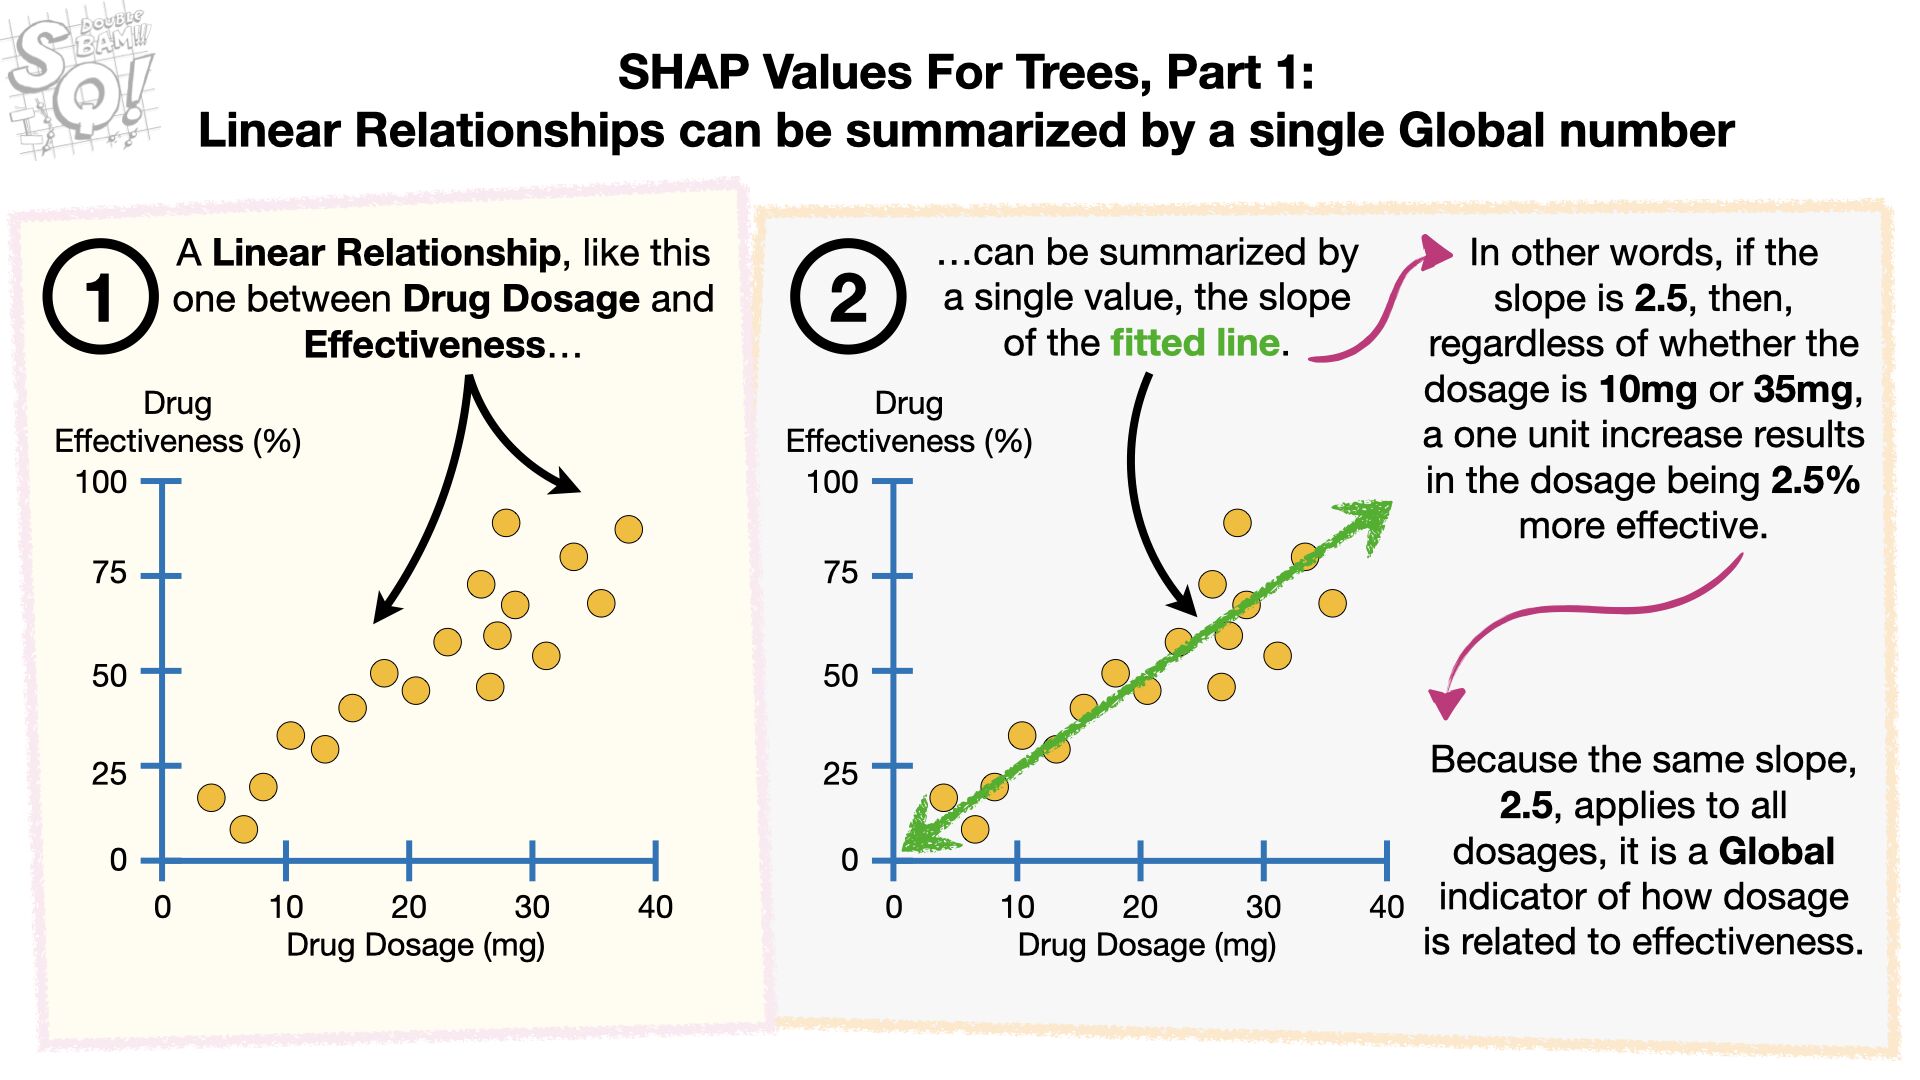 DOUBLE
BAM!!!
SQ!
SHAP Values For Trees, Part 1:
Linear Relationships can be summarized by a single Global number
1
A Linear Relationship, like this
one between Drug Dosage and
Effectiveness…
Drug
Effectiveness (%)
100
75
50
25
0
0 10 20 30 40
Drug Dosage (mg)
2
…can be summarized by
a single value, the slope
of the fitted line.
Drug
Effectiveness (%)
100
75
50
25
0
0 10 20 30 40
Drug Dosage (mg)
In other words, if the
slope is 2.5, then,
regardless of whether the
dosage is 10mg or 35mg,
a one unit increase results
in the dosage being 2.5%
more effective.
Because the same slope,
2.5, applies to all
dosages, it is a Global
indicator of how dosage
is related to effectiveness.